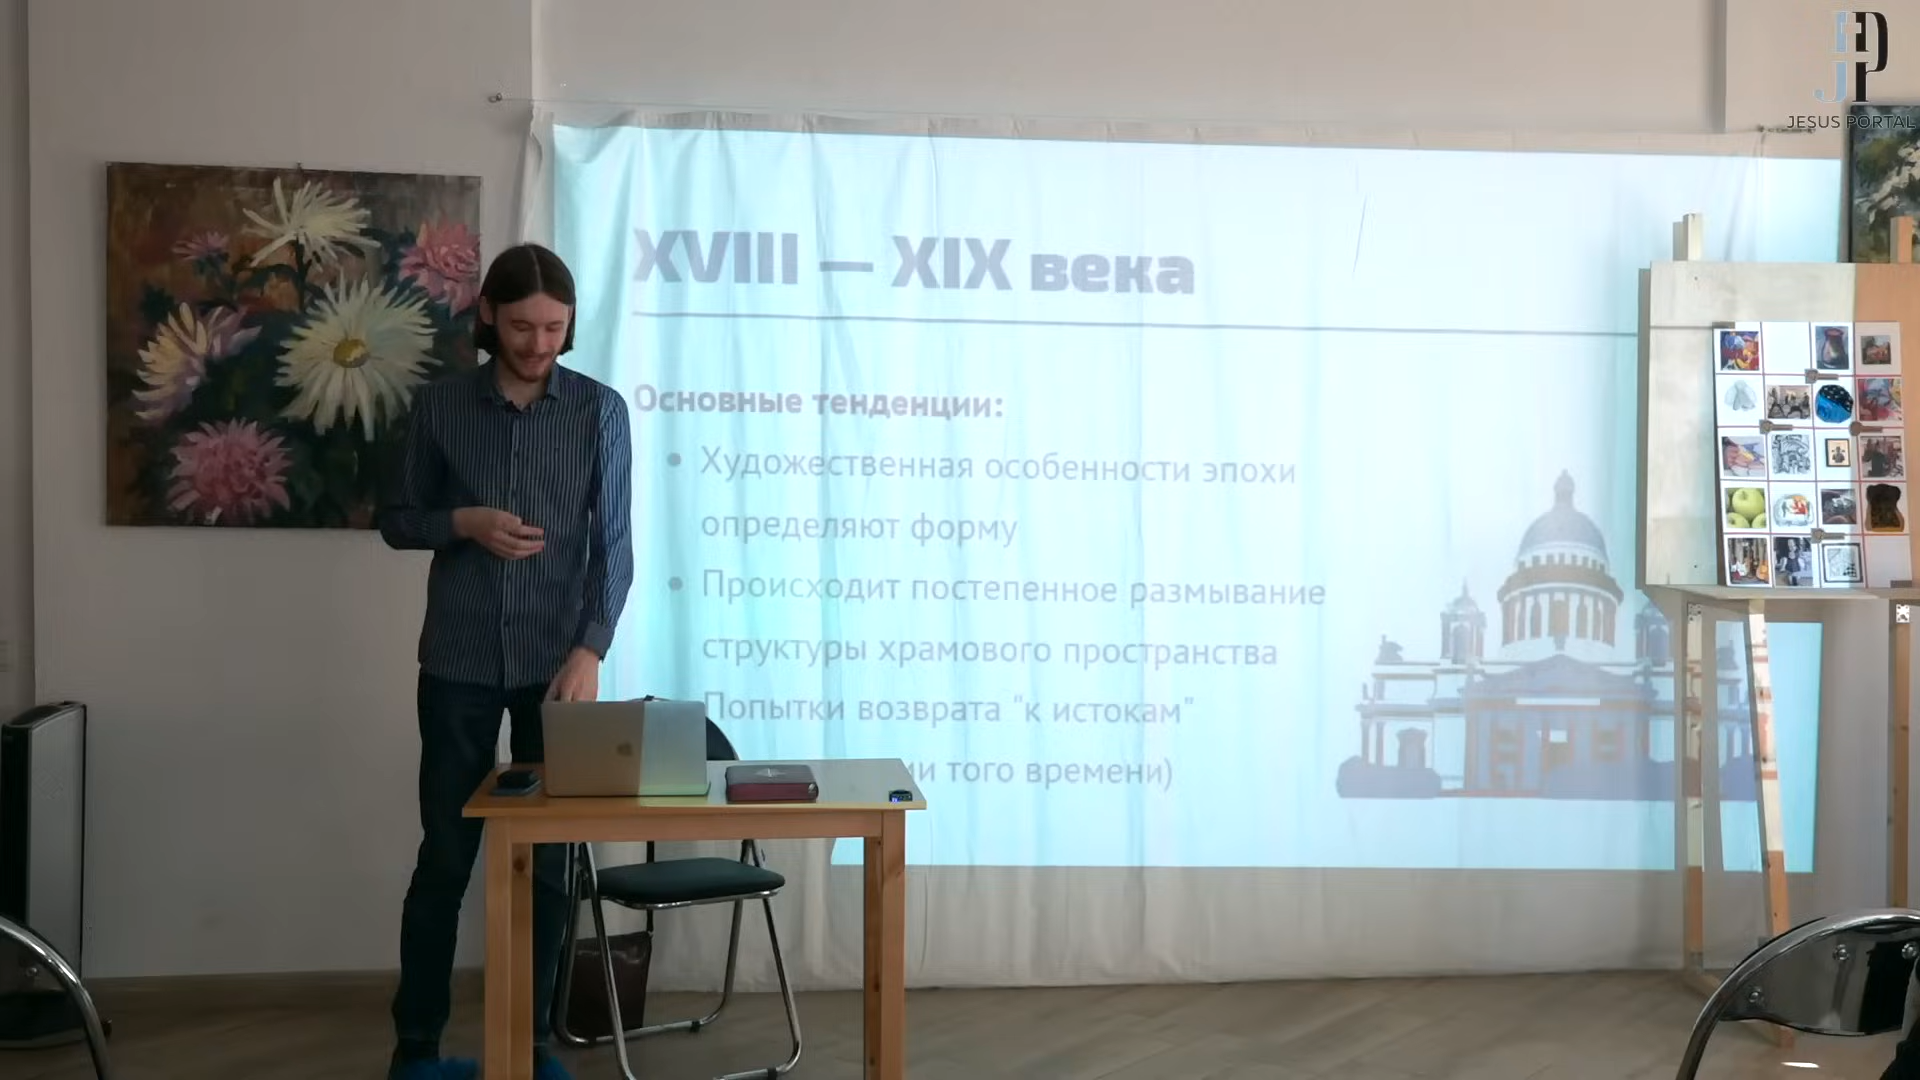 JESUS PORTAL
XVIII — XIX века
Основные тенденции:
• Художественная особенности эпохи
определяют форму
• Происходит постепенное размывание
структуры храмового пространства
Попытки возврата "к истокам"
ми того времени)